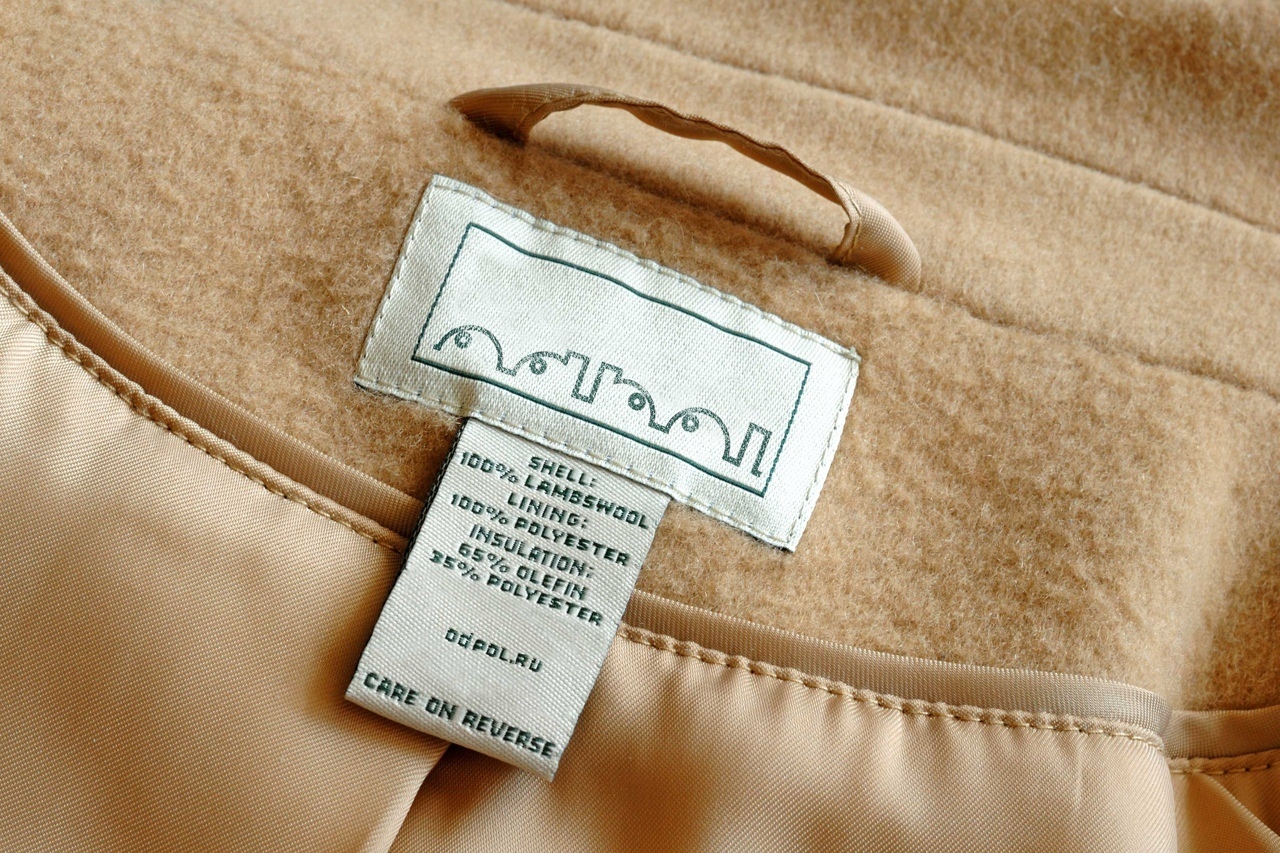 SHELL:
100% LAMBSWOOL
LINING:
100% POLYESTER
INSULATION:
65% OLEFIN
35% POLYESTER
ODPOL.RU
CARE ON REVERSE